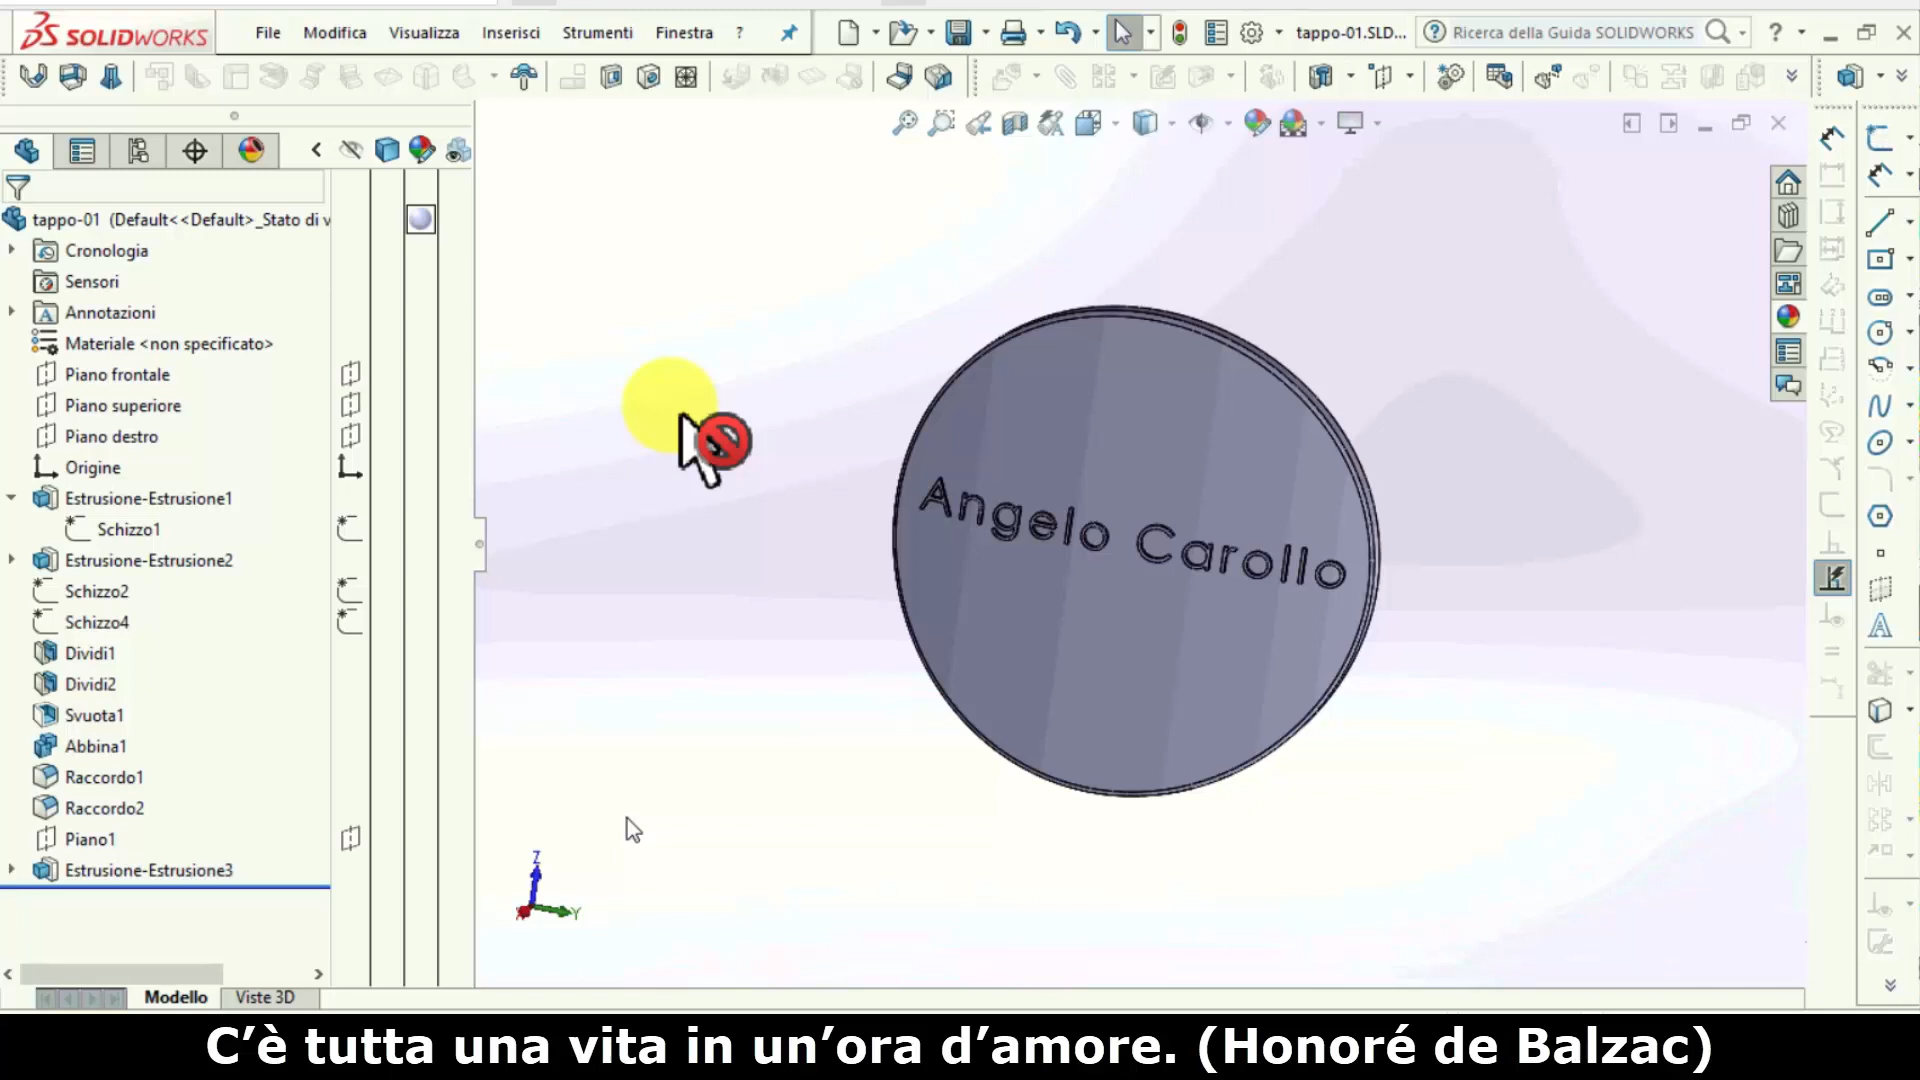 SOLIDWORKS File Modifica Visualizza Inserisci Strumenti Finestra ? tappo-01.SLD... Ricerca della Guida SOLIDWORKS ?
tappo-01 (Default<<Default>_Stato di v
Cronologia
Sensori
Annotazioni
Materiale <non specificato>
Piano frontale
Piano superiore
Piano destro
Origine
Estrusione-Estrusione1
Schizzo1
Estrusione-Estrusione2
Schizzo2
Schizzo4
Dividi1
Dividi2
Svuota1
Abbina1
Raccordo1
Raccordo2
Piano1
Estrusione-Estrusione3
Angelo Carollo
Z
Y
X
Modello Viste 3D
C’è tutta una vita in un’ora d’amore. (Honoré de Balzac)